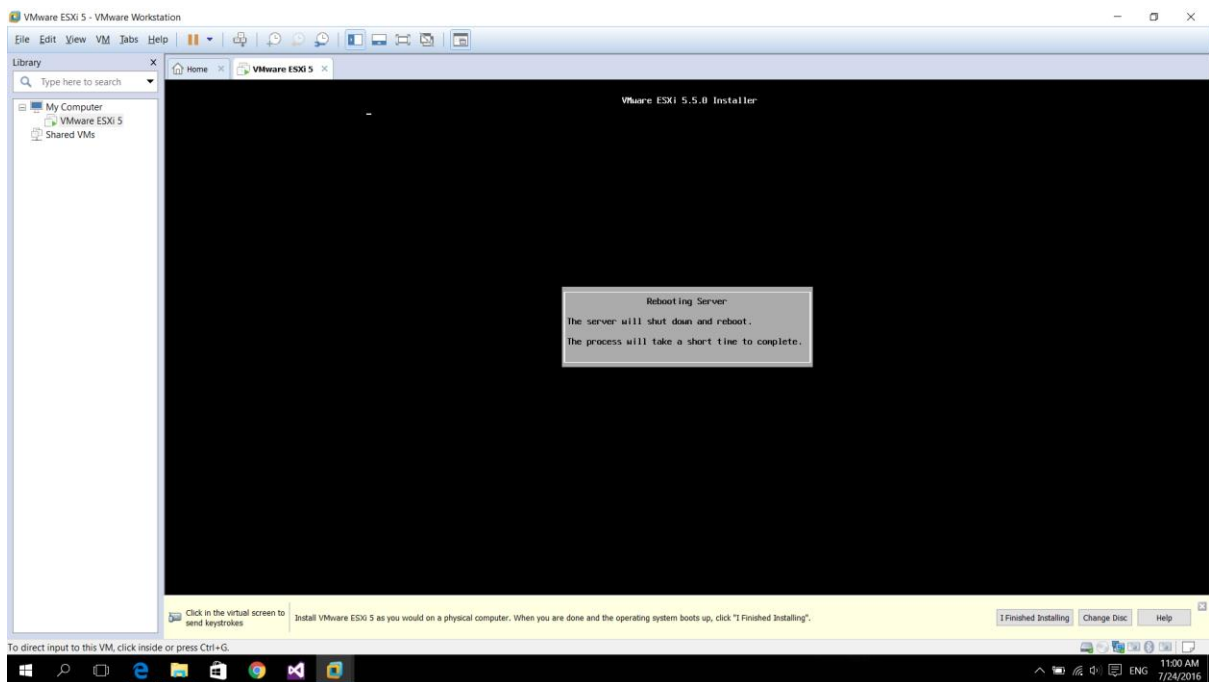 VMware ESXi 5 - VMware Workstation
File Edit View VM Tabs Help
Library X
Home
VMware ESXi 5
Type here to search
My Computer
VMware ESXi 5
Shared VMs
VMware ESXi 5.5.0 Installer
Rebooting Server
The server will shut down and reboot.
The process will take a short time to complete.
Click in the virtual screen to
send keystrokes
Install VMware ESXi 5 as you would on a physical computer. When you are done and the operating system boots up, click "I Finished Installing".
I Finished Installing
Change Disc
Help
To direct input to this VM, click inside or press Ctrl+G.
ENG
11:00 AM
7/24/2016